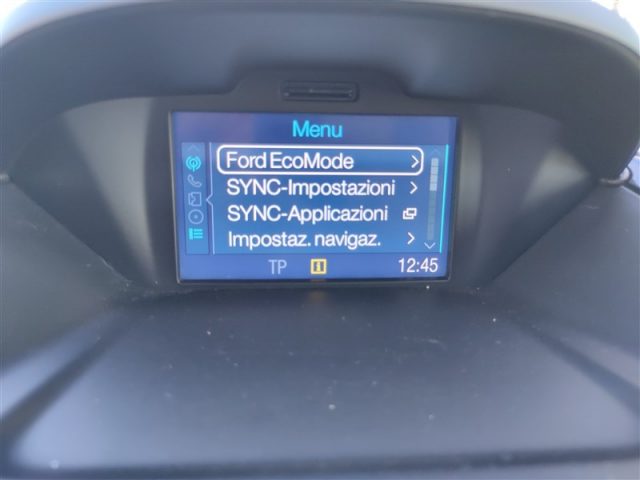 Menu
Ford EcoMode
SYNC-Impostazioni
SYNC-Applicazioni
Impostaz. navigaz.
TP i 12:45